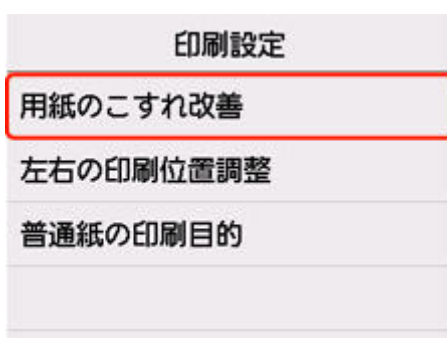 印刷設定
用紙のこすれ改善
左右の印刷位置調整
普通紙の印刷目的